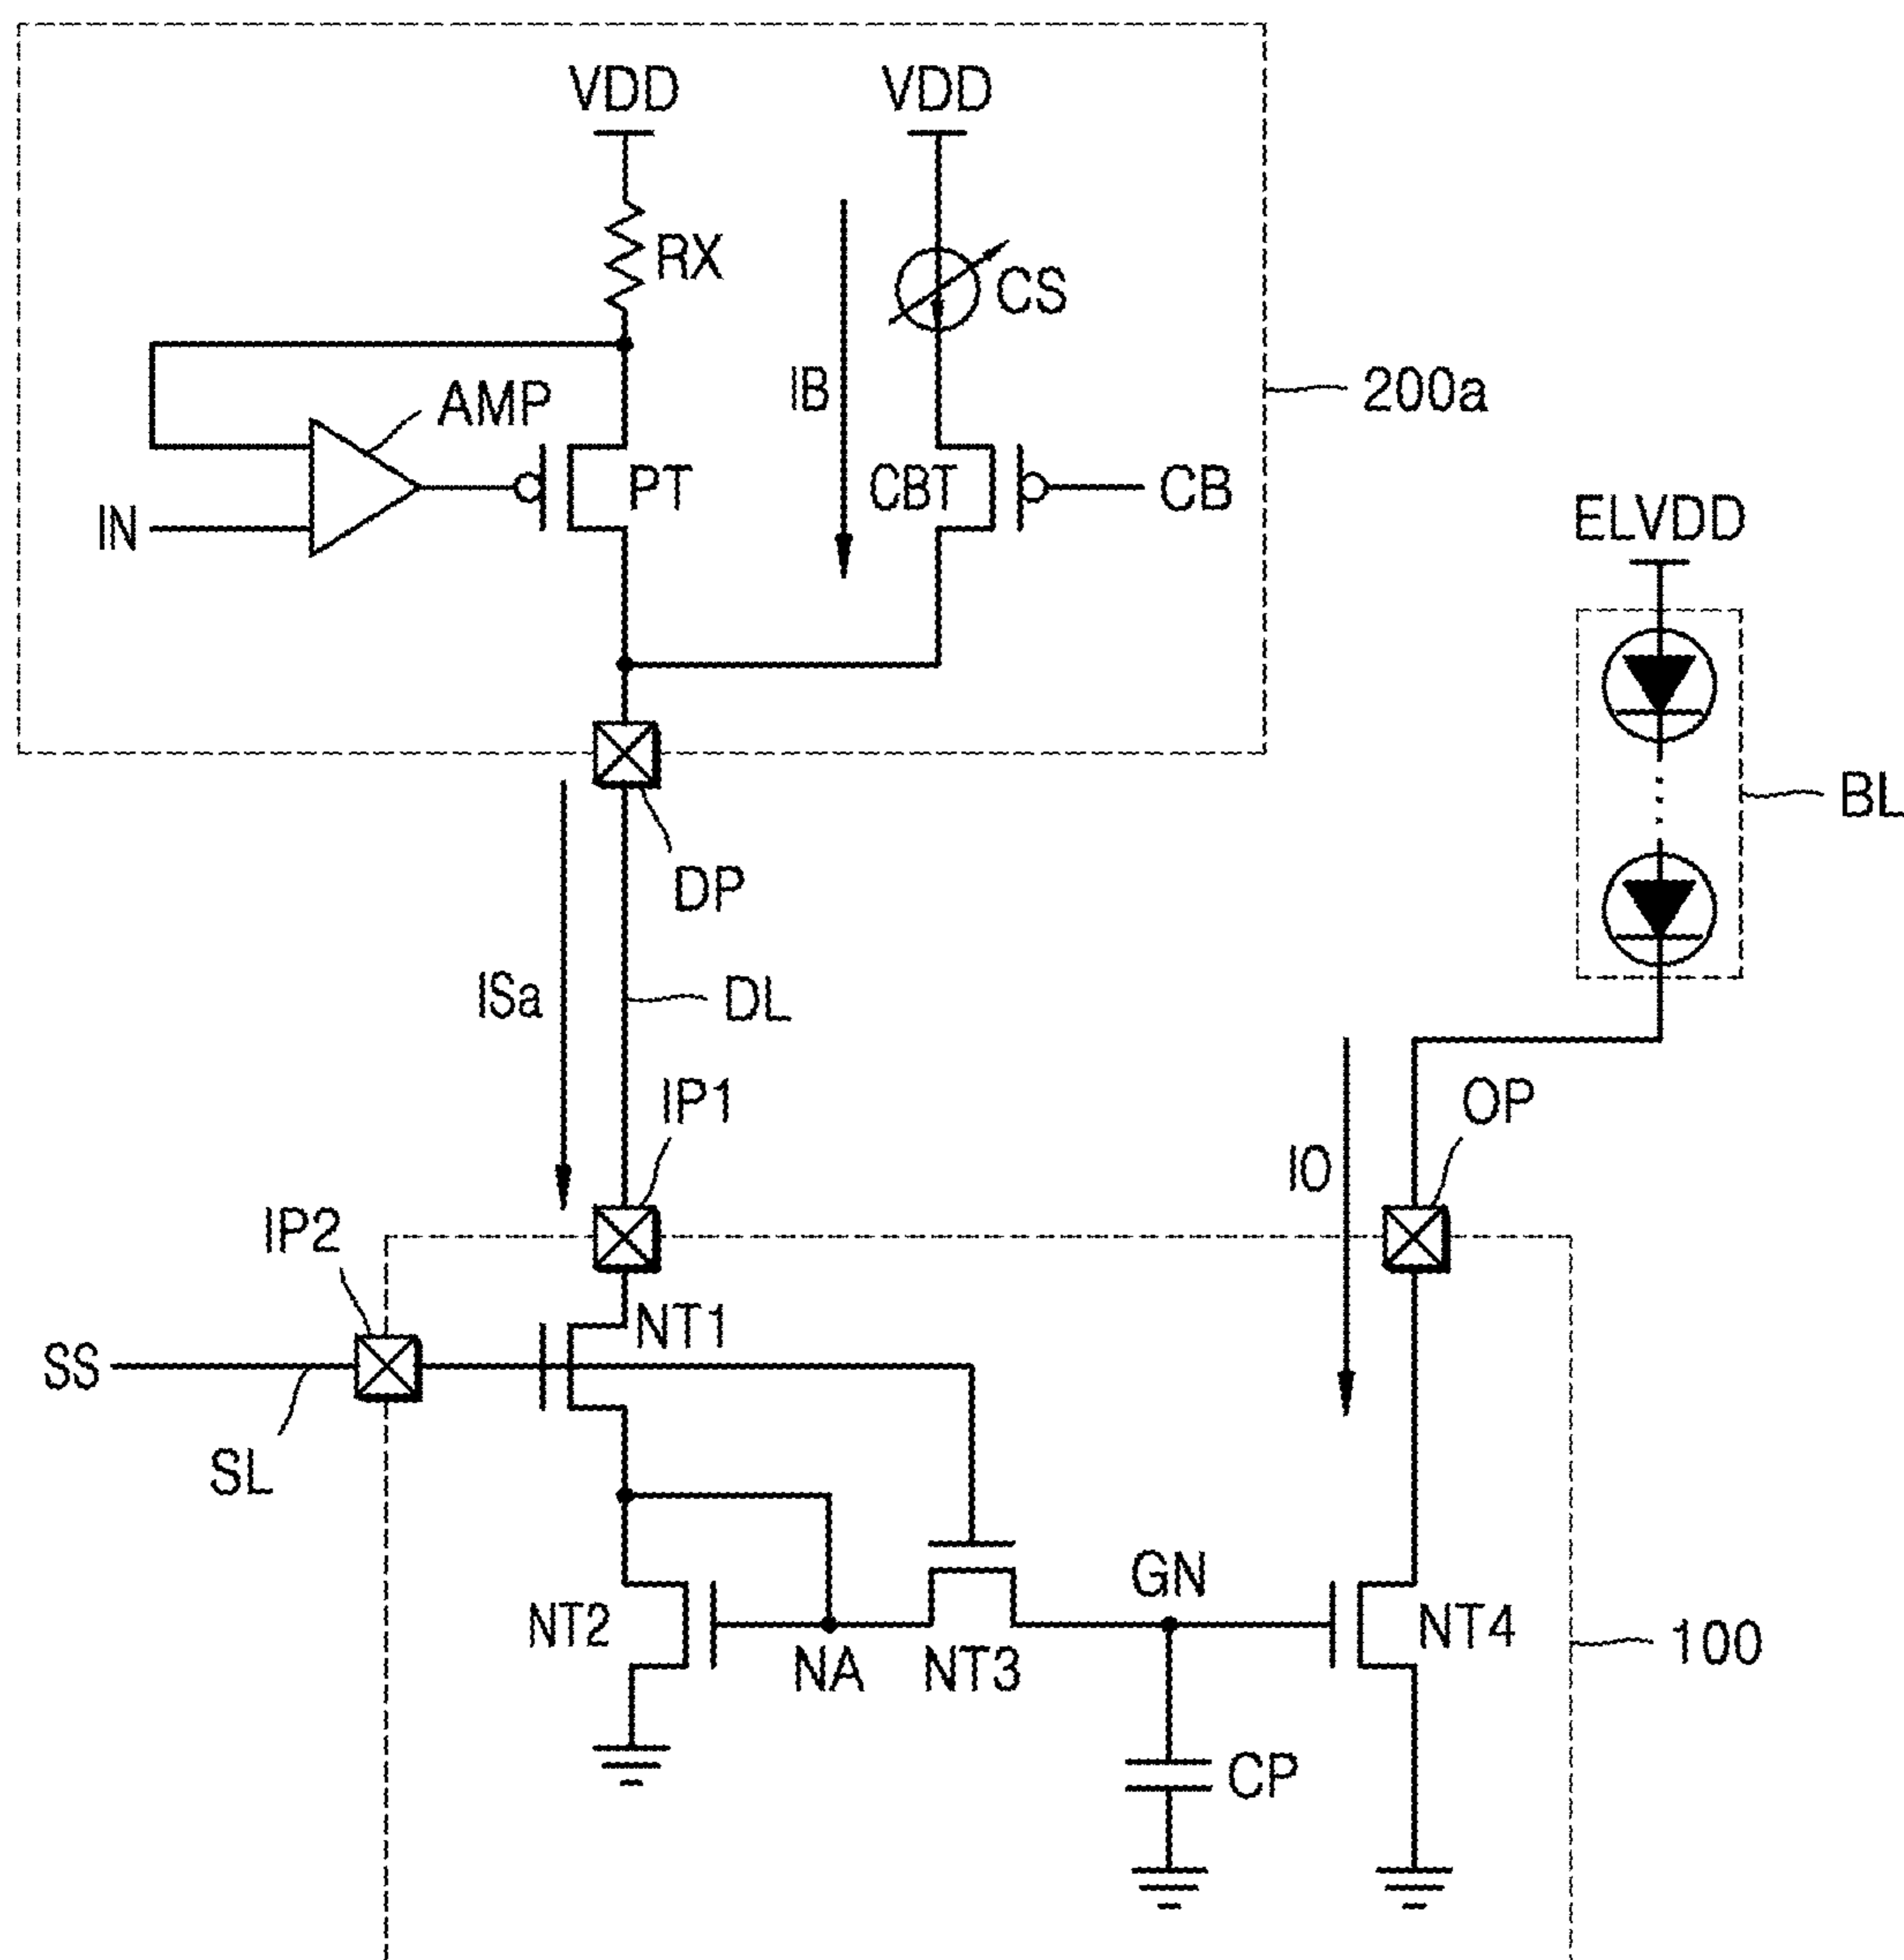 VDD VDD
RX
CS
AMP
IB
200a
IN
PT
CBT
CB
ELVDD
BL
DP
ISa
DL
IP1
OP
IO
IP2
NT1
SS
SL
GN
NT2
NA
NT3
NT4
100
CP